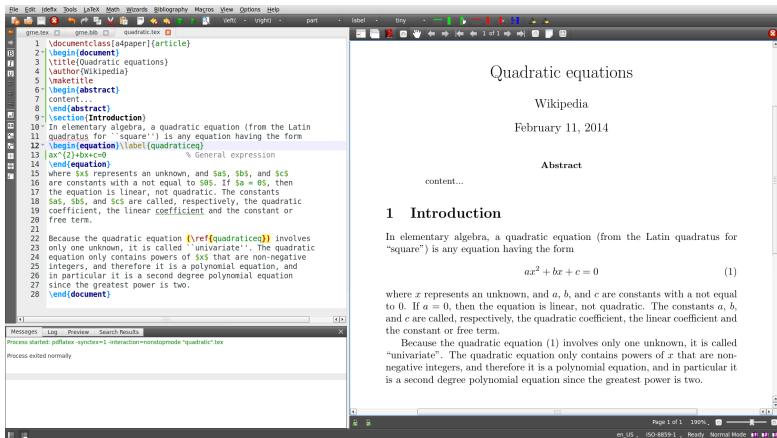 File Edit Idefix Tools LaTeX Math Wizards Bibliography Macros View Options Help
\left( \right) part label tiny
1 of 1
gme.tex gme.bib quadratic.tex
1 \documentclass[a4paper]{article}
2 \begin{document}
3 \title{Quadratic equations}
4 \author{Wikipedia}
5 \maketitle
6 \begin{abstract}
7 content...
8 \end{abstract}
9 \section{Introduction}
10 In elementary algebra, a quadratic equation (from the Latin
11 quadratus for ``square'') is any equation having the form
12 \begin{equation}\label{quadraticeq}
13 ax^{2}+bx+c=0 % General expression
14 \end{equation}
15 where $x$ represents an unknown, and $a$, $b$, and $c$
16 are constants with a not equal to $0$. If $a = 0$, then
17 the equation is linear, not quadratic. The constants
18 $a$, $b$, and $c$ are called, respectively, the quadratic
19 coefficient, the linear coefficient and the constant or
20 free term.
21
22 Because the quadratic equation (\ref{quadraticeq}) involves
23 only one unknown, it is called ``univariate''. The quadratic
24 equation only contains powers of $x$ that are non-negative
25 integers, and therefore it is a polynomial equation, and
26 in particular it is a second degree polynomial equation
27 since the greatest power is two.
28 \end{document}
Messages Log Preview Search Results
Process started: pdflatex -synctex=1 -interaction=nonstopmode "quadratic".tex
Process exited normally
Quadratic equations
Wikipedia
February 11, 2014
Abstract
content...
1 Introduction
In elementary algebra, a quadratic equation (from the Latin quadratus for
“square”) is any equation having the form
ax² + bx + c = 0 (1)
where x represents an unknown, and a, b, and c are constants with a not equal
to 0. If a = 0, then the equation is linear, not quadratic. The constants a, b,
and c are called, respectively, the quadratic coefficient, the linear coefficient and
the constant or free term.
Because the quadratic equation (1) involves only one unknown, it is called
“univariate”. The quadratic equation only contains powers of x that are non-
negative integers, and therefore it is a polynomial equation, and in particular it
is a second degree polynomial equation since the greatest power is two.
Page 1 of 1 190%
en_US ISO-8859-1 Ready Normal Mode